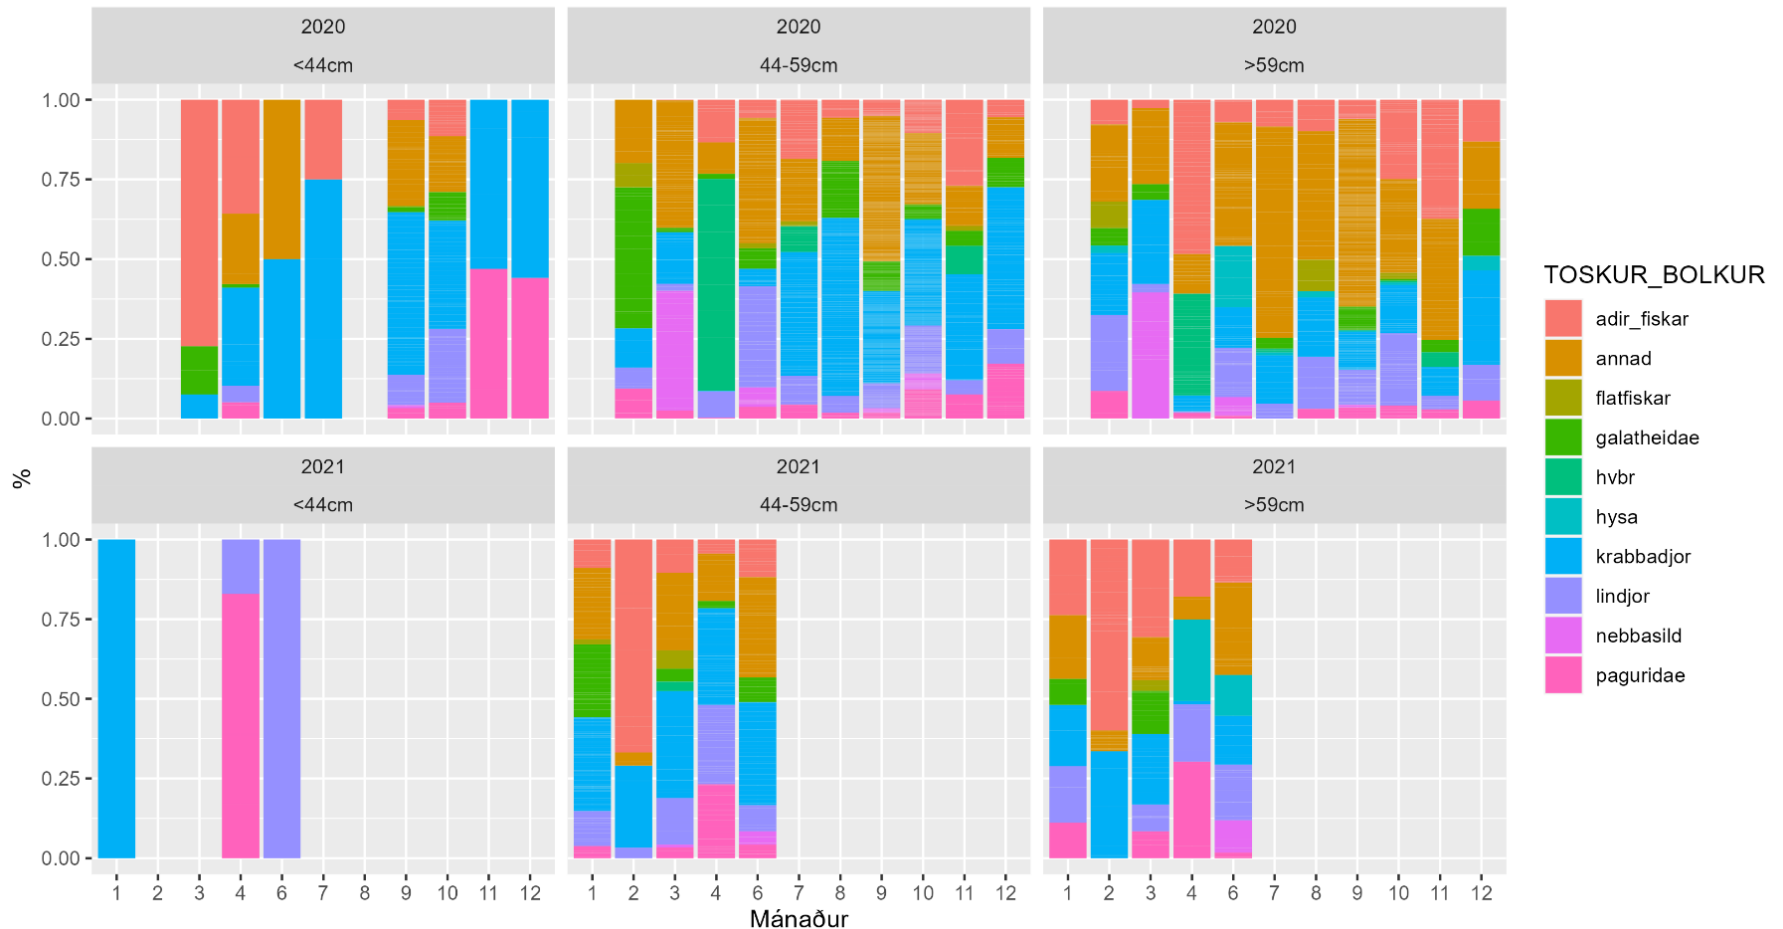 2020
<44cm
2020
44-59cm
2020
>59cm
1.00
0.75
0.50
0.25
0.00
2021
<44cm
2021
44-59cm
2021
>59cm
1.00
0.75
0.50
0.25
0.00
1 2 3 4 6 7 8 9 10 11 12
1 2 3 4 6 7 8 9 10 11 12
1 2 3 4 6 7 8 9 10 11 12
Mánaður
%
TOSKUR_BOLKUR
adir_fiskar
annad
flatfiskar
galatheidae
hvbr
hysa
krabbadjor
lindjor
nebbasild
paguridae